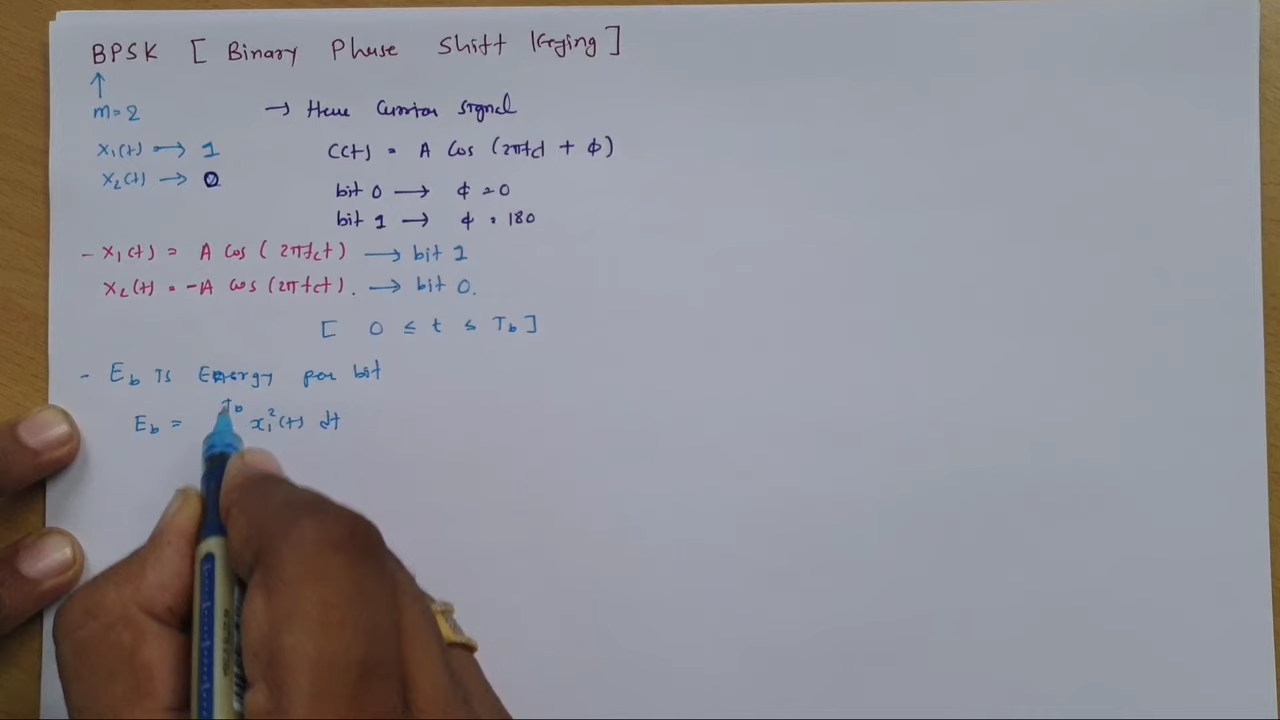 BPSK [ Binary Phase Shift Keying ]
↑
m=2
→ Here Carrier signal
x₁(t) → 1
C(t) = A Cos (2πfct + φ)
x₂(t) → 0
bit 0 → φ = 0
bit 1 → φ = 180
- x₁(t) = A Cos ( 2πfct) → bit 1
x₂(t) = -A Cos (2πfct). → bit 0.
[ 0 ≤ t ≤ Tb ]
- Eb Is Energy per bit
Eb = Tb x₁²(t) dt